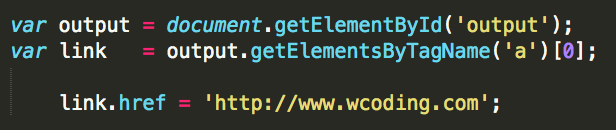 var output = document.getElementById('output');
var link   = output.getElementsByTagName('a')[0];
    link.href = 'http://www.wcoding.com';